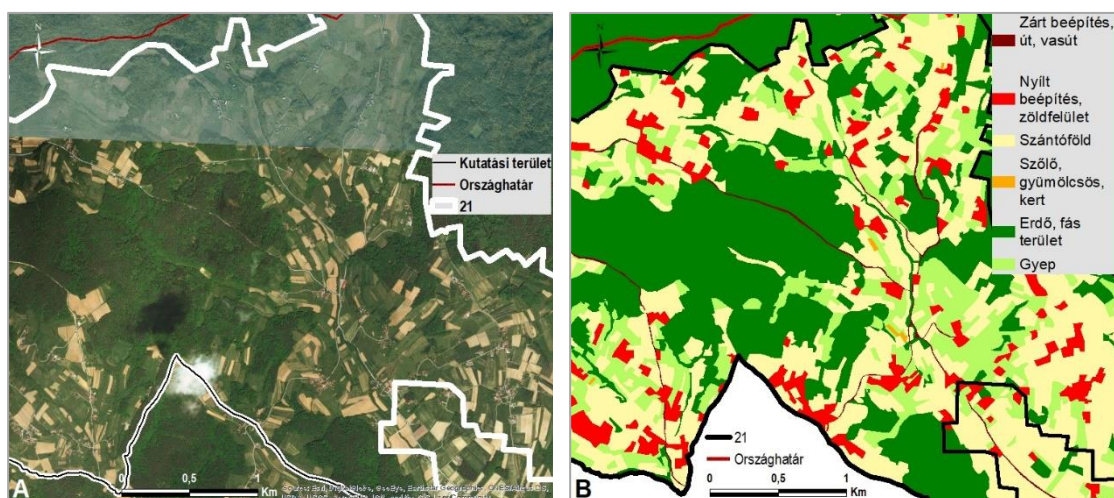 N
Kutatási terület
Országhatár
21
A
0 0,5 1
Km
N
Zárt beépítés,
út, vasút
Nyílt
beépítés,
zöldfelület
Szántóföld
Szőlő,
gyümölcsös,
kert
Erdő, fás
terület
Gyep
21
Országhatár
B
0 0,5 1
Km